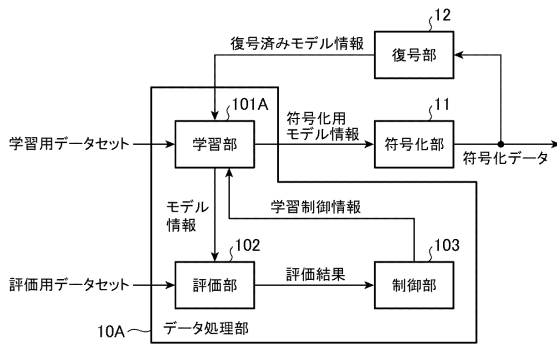 12
復号済みモデル情報
復号部
101A
11
学習用データセット
学習部
符号化用
モデル情報
符号化部
符号化データ
モデル
情報
学習制御情報
102
103
評価用データセット
評価部
評価結果
制御部
10A
データ処理部